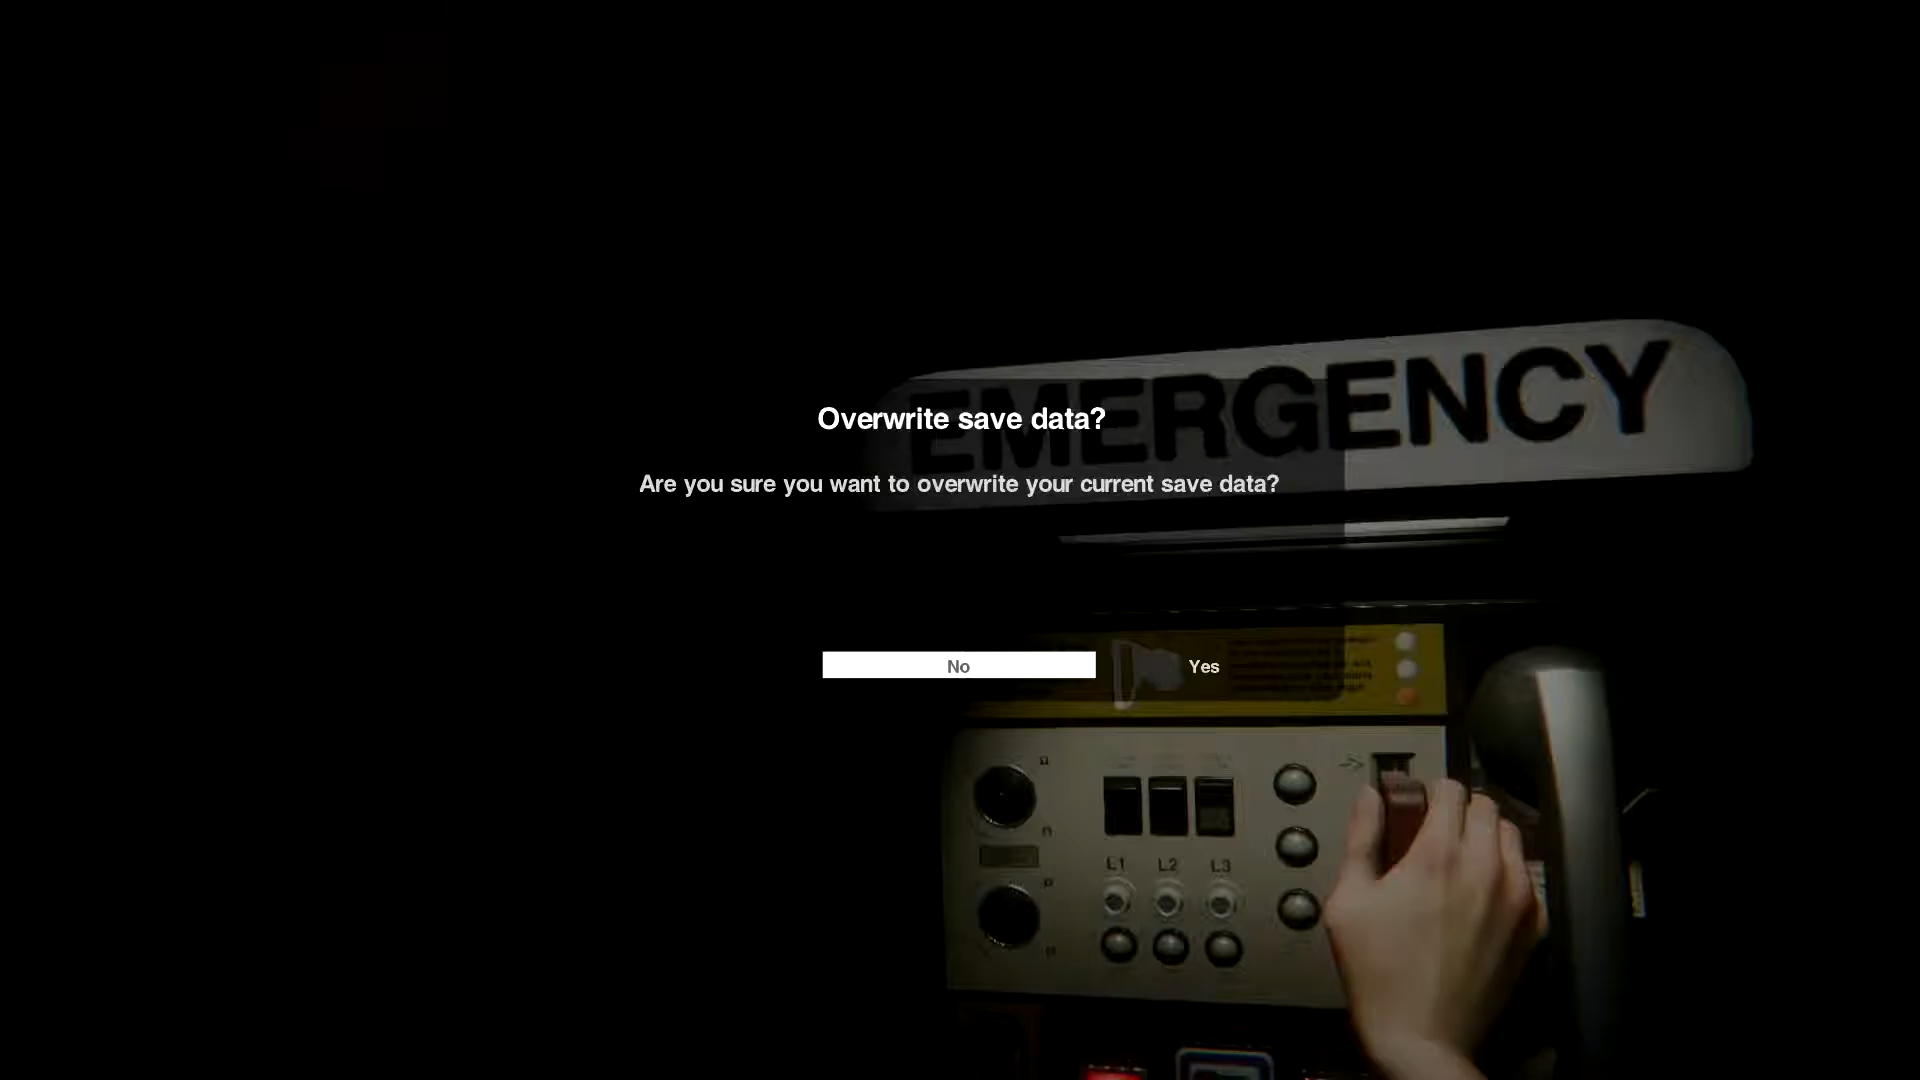 EMERGENCY
Overwrite save data?
Are you sure you want to overwrite your current save data?
No Yes
L1 L2 L3